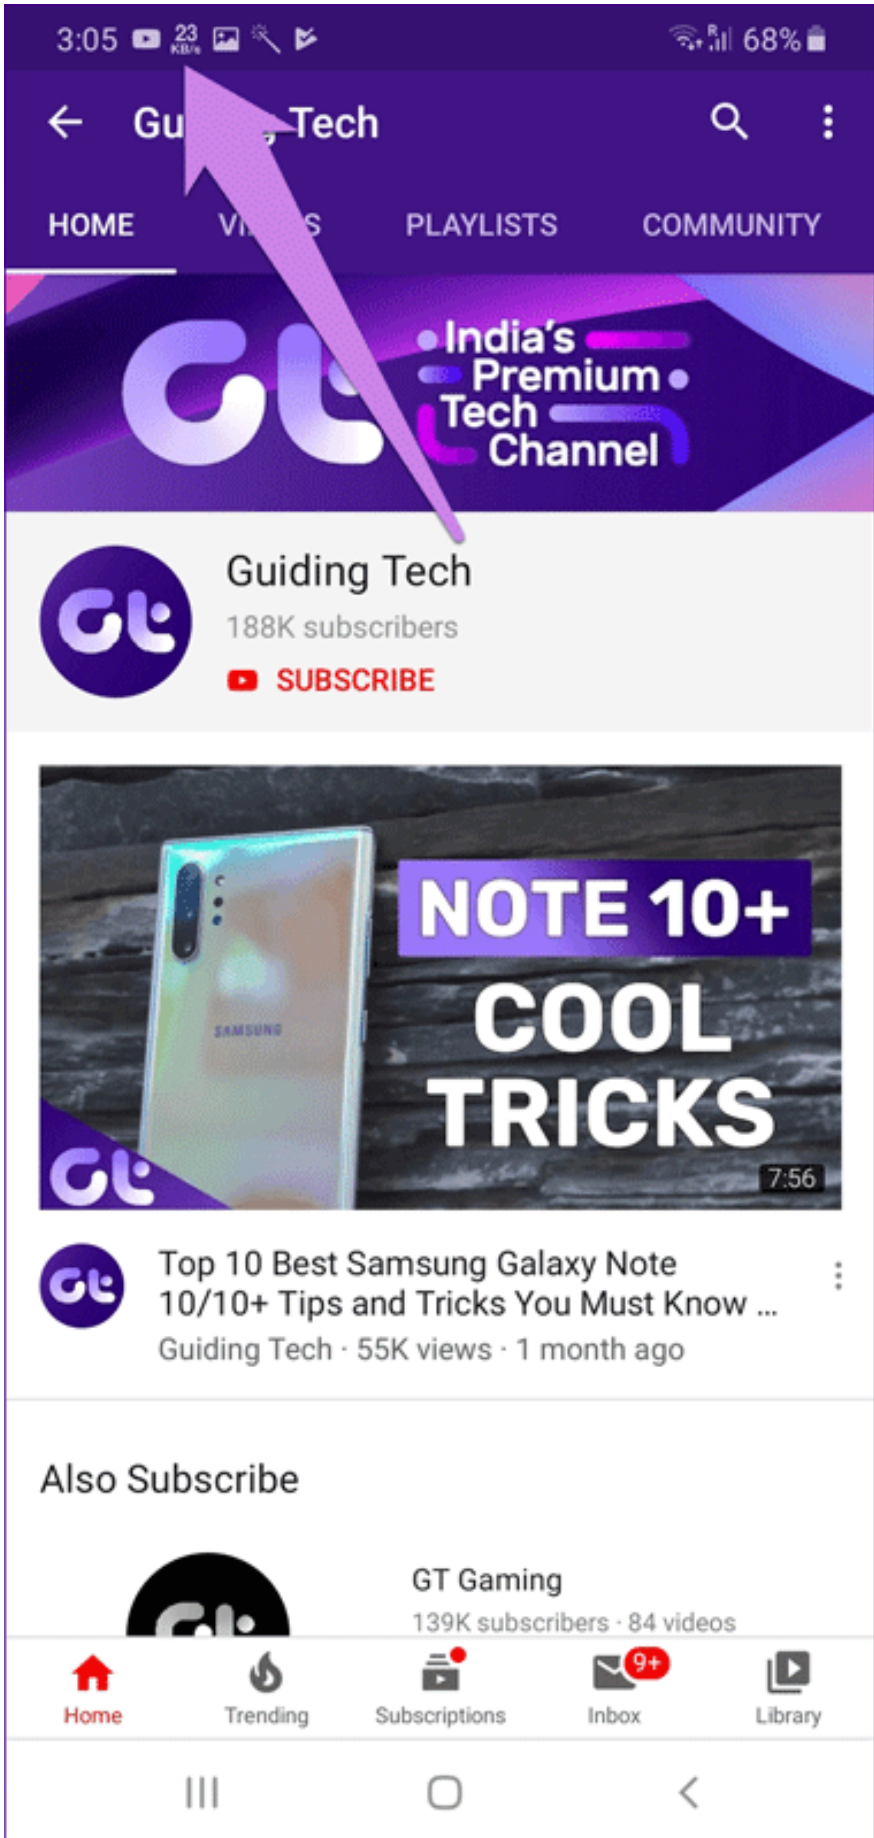 3:05 23 KB/s R 68%
Tech
HOME PLAYLISTS COMMUNITY
India's
Premium
Tech
Channel
Guiding Tech
188K subscribers
SUBSCRIBE
NOTE 10+
COOL
TRICKS
SAMSUNG
7:56
Top 10 Best Samsung Galaxy Note
10/10+ Tips and Tricks You Must Know ...
Guiding Tech · 55K views · 1 month ago
Also Subscribe
GT Gaming
139K subscribers · 84 videos
9+
Home Trending Subscriptions Inbox Library